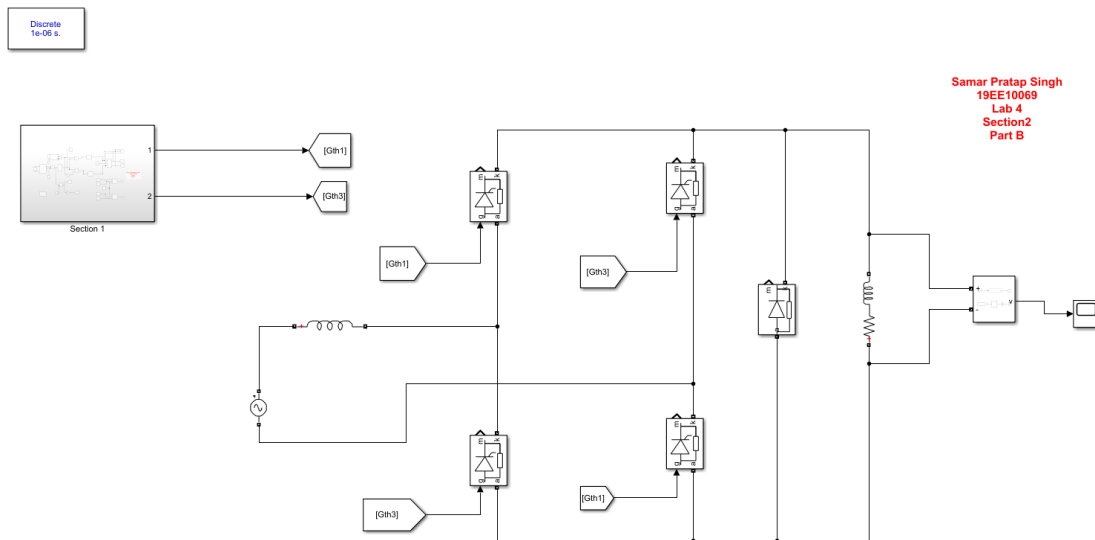 Discrete
1e-06 s.
Samar Pratap Singh
19EE10069
Lab 4
Section2
Part B
1
[Gth1]
2
[Gth3]
Section 1
m
k
g
a
m
k
g
a
[Gth1]
[Gth3]
m
k
a
+
-
v
+
+
m
k
g
a
m
k
g
a
[Gth3]
[Gth1]